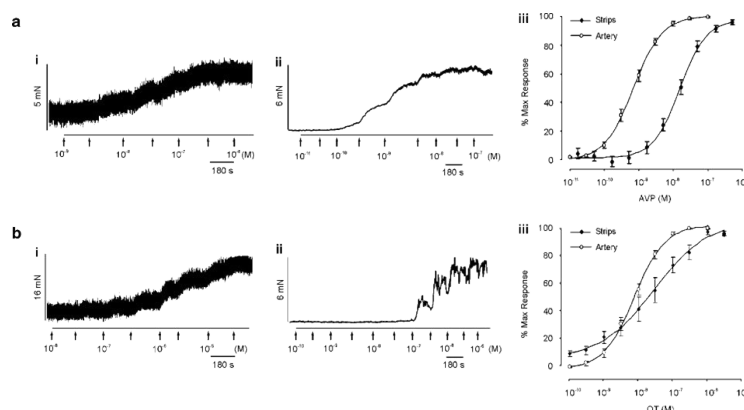 a
i
5 mN
10⁻⁹ 10⁻⁸ 10⁻⁷ 10⁻⁶ (M)
180 s
ii
6 mN
10⁻¹¹ 10⁻¹⁰ 10⁻⁹ 10⁻⁸ 10⁻⁷ (M)
180 s
iii
Strips
Artery
% Max Response
100
80
60
40
20
0
10⁻¹¹ 10⁻¹⁰ 10⁻⁹ 10⁻⁸ 10⁻⁷
AVP (M)
b
i
16 mN
10⁻⁸ 10⁻⁷ 10⁻⁶ 10⁻⁵ (M)
180 s
ii
6 mN
10⁻¹⁰ 10⁻⁹ 10⁻⁸ 10⁻⁷ 10⁻⁶ (M)
180 s
iii
Strips
Artery
% Max Response
100
80
60
40
20
0
10⁻¹⁰ 10⁻⁹ 10⁻⁸ 10⁻⁷ 10⁻⁶
OT (M)